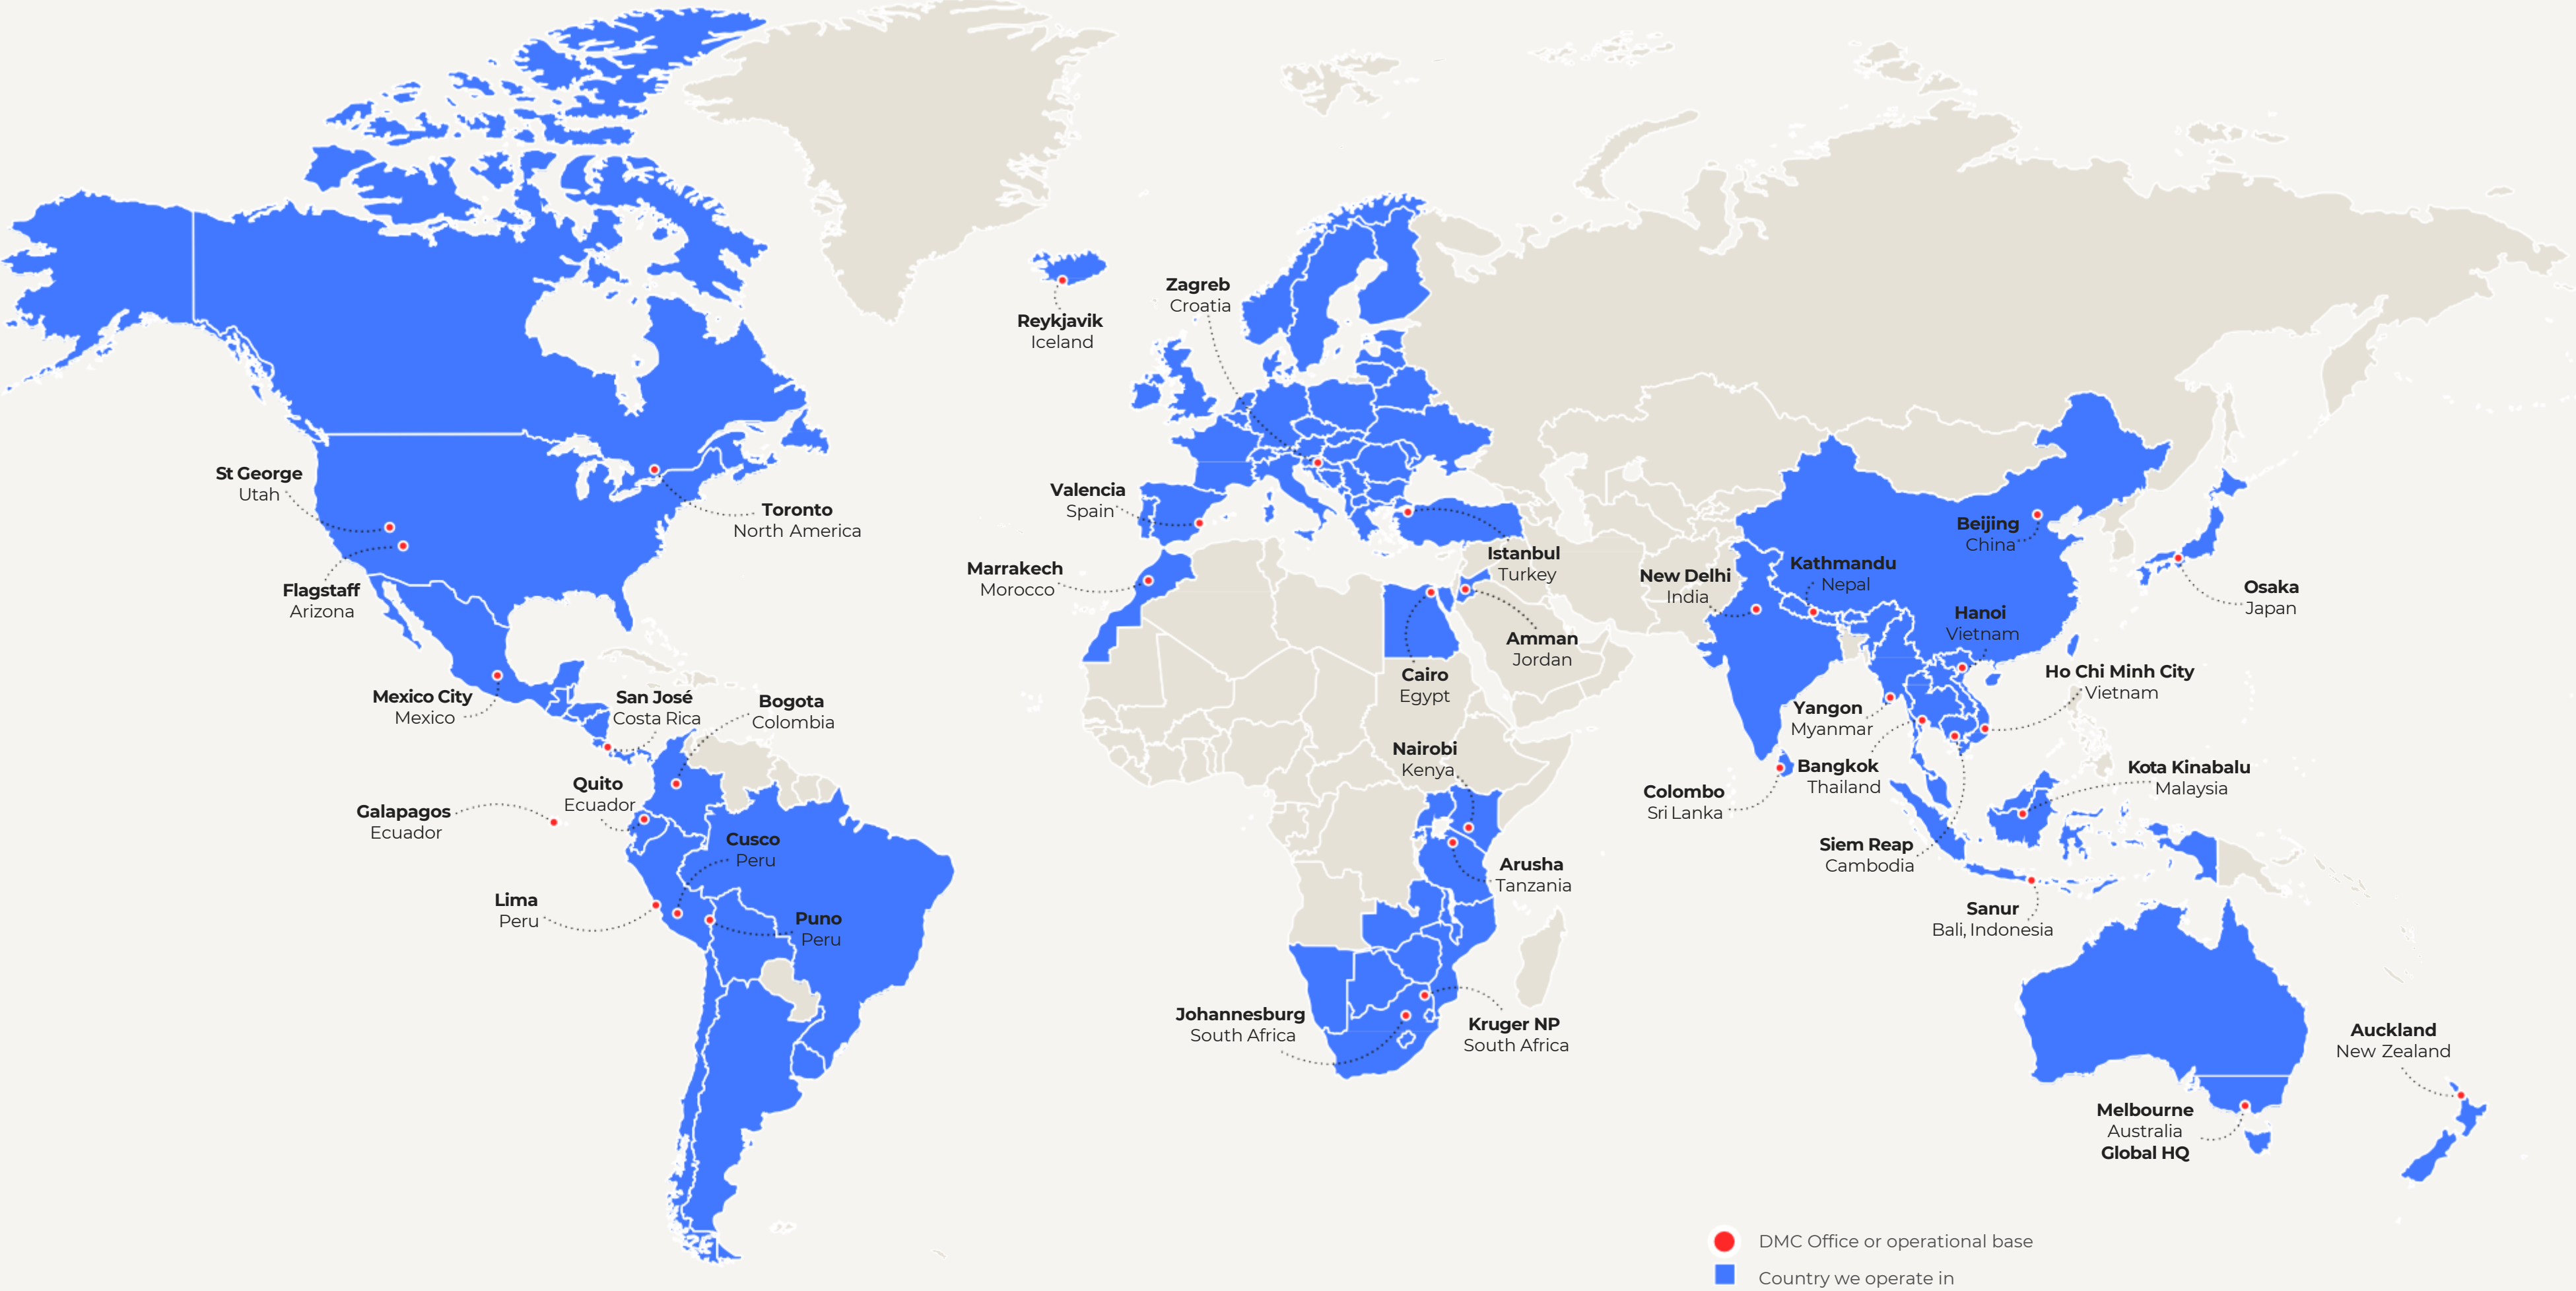 Zagreb
Croatia
Reykjavik
Iceland
St George
Utah
Toronto
North America
Valencia
Spain
Beijing
China
Istanbul
Turkey
Kathmandu
Nepal
Marrakech
Morocco
New Delhi
India
Flagstaff
Arizona
Osaka
Japan
Hanoi
Vietnam
Amman
Jordan
Cairo
Egypt
Ho Chi Minh City
Vietnam
Mexico City
Mexico
San José
Costa Rica
Bogota
Colombia
Yangon
Myanmar
Nairobi
Kenya
Bangkok
Thailand
Kota Kinabalu
Malaysia
Quito
Ecuador
Colombo
Sri Lanka
Galapagos
Ecuador
Cusco
Peru
Siem Reap
Cambodia
Arusha
Tanzania
Lima
Peru
Puno
Peru
Sanur
Bali, Indonesia
Johannesburg
South Africa
Kruger NP
South Africa
Auckland
New Zealand
Melbourne
Australia
Global HQ
DMC Office or operational base
Country we operate in